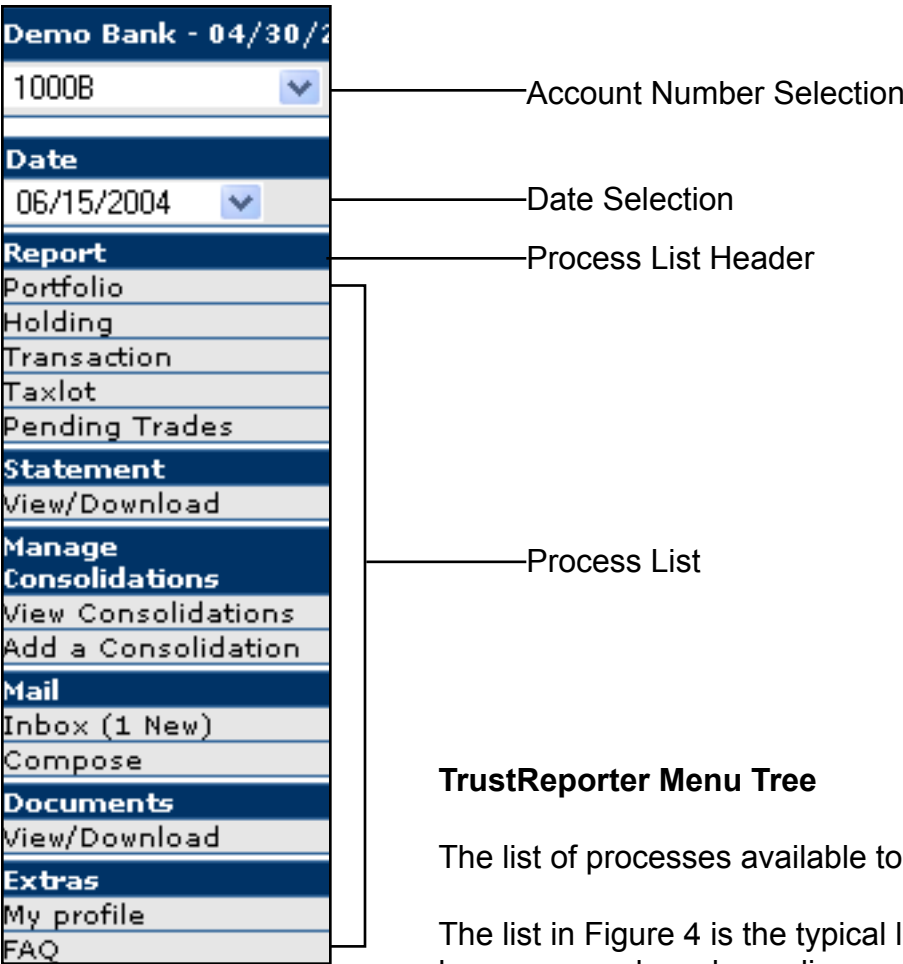 Demo Bank - 04/30/2
1000B
Account Number Selection
Date
06/15/2004
Date Selection
Report
Process List Header
Portfolio
Holding
Transaction
Taxlot
Pending Trades
Statement
View/Download
Manage
Consolidations
Process List
View Consolidations
Add a Consolidation
Mail
Inbox (1 New)
Compose
Documents
View/Download
Extras
My profile
FAQ
TrustReporter Menu Tree
The list of processes available to
The list in Figure 4 is the typical l